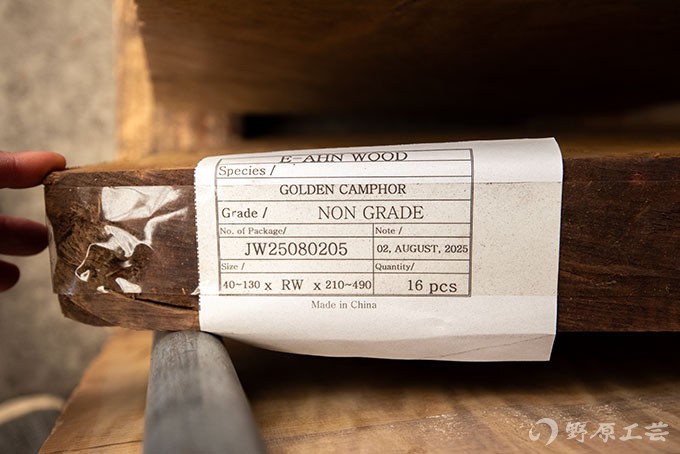 E-AHN WOOD
Species /
GOLDEN CAMPHOR
Grade / NON GRADE
No. of Package/ Note /
JW25080205 02, AUGUST, 2025
Size / Quantity/
40~130 x RW x 210~490 16 pcs
Made in China
野原工芸